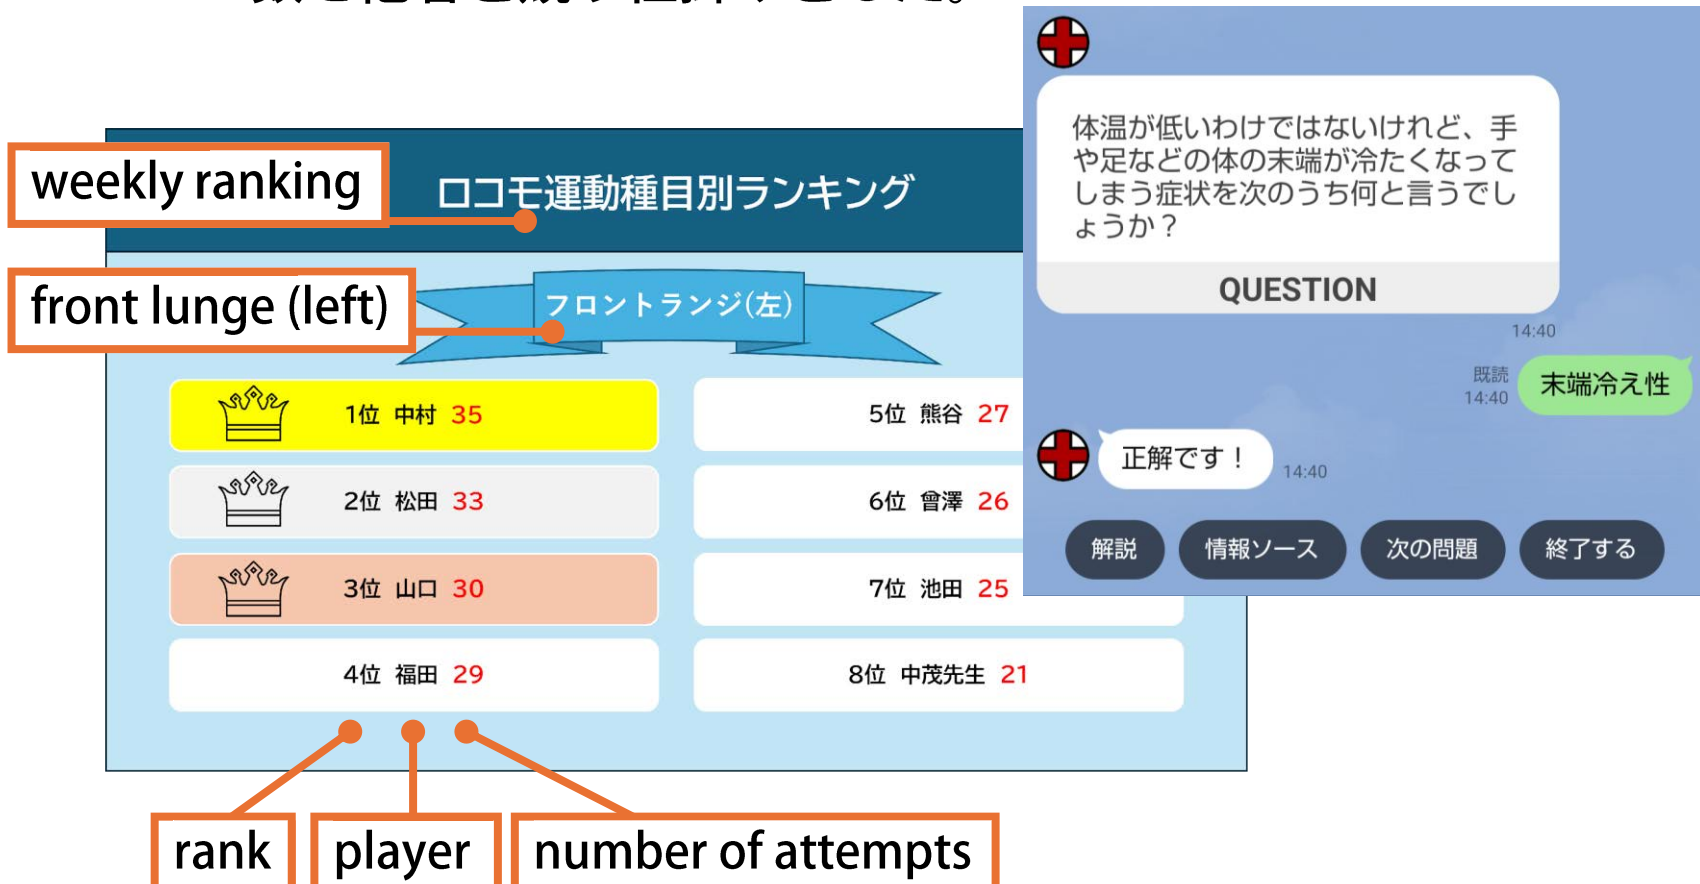 weekly ranking
ロコモ運動種目別ランキング
front lunge (left)
フロントランジ(左)
1位 中村 35
2位 松田 33
3位 山口 30
4位 福田 29
5位 熊谷 27
6位 曾澤 26
7位 池田 25
8位 中茂先生 21
rank
player
number of attempts
体温が低いわけではないけれど、手
や足などの体の末端が冷たくなって
しまう症状を次のうち何と言うでし
ょうか？
QUESTION
14:40
既読
14:40
末端冷え性
正解です！
14:40
解説
情報ソース
次の問題
終了する